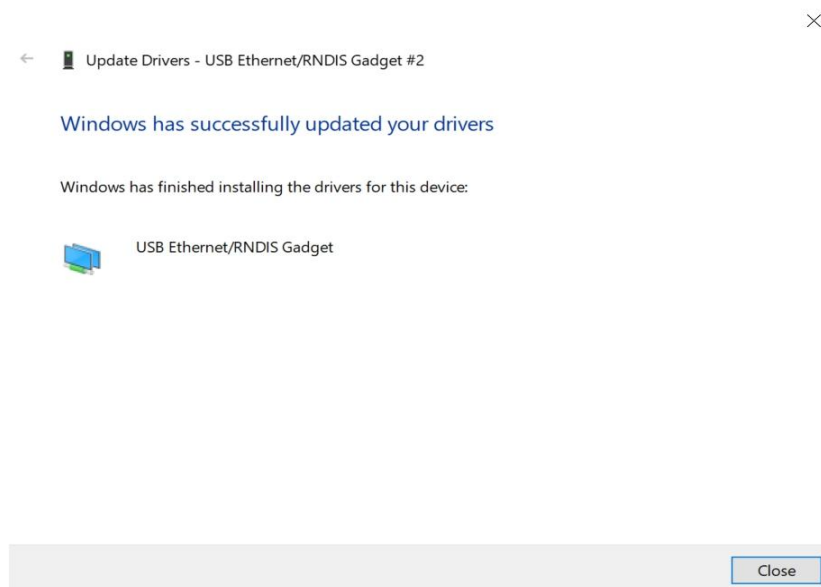 Update Drivers - USB Ethernet/RNDIS Gadget #2
Windows has successfully updated your drivers
Windows has finished installing the drivers for this device:
USB Ethernet/RNDIS Gadget
Close